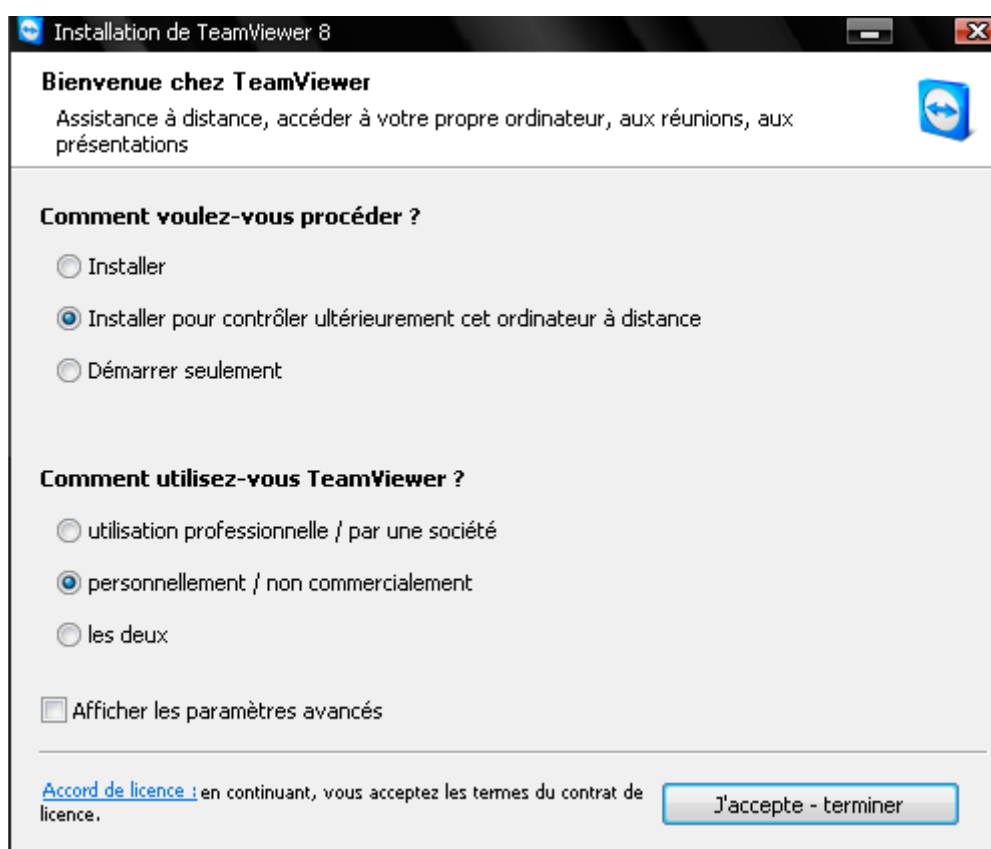 Installation de TeamViewer 8
Bienvenue chez TeamViewer
Assistance à distance, accéder à votre propre ordinateur, aux réunions, aux
présentations
Comment voulez-vous procéder ?
Installer
Installer pour contrôler ultérieurement cet ordinateur à distance
Démarrer seulement
Comment utilisez-vous TeamViewer ?
utilisation professionnelle / par une société
personnellement / non commercialement
les deux
Afficher les paramètres avancés
Accord de licence : en continuant, vous acceptez les termes du contrat de
licence.
J'accepte - terminer